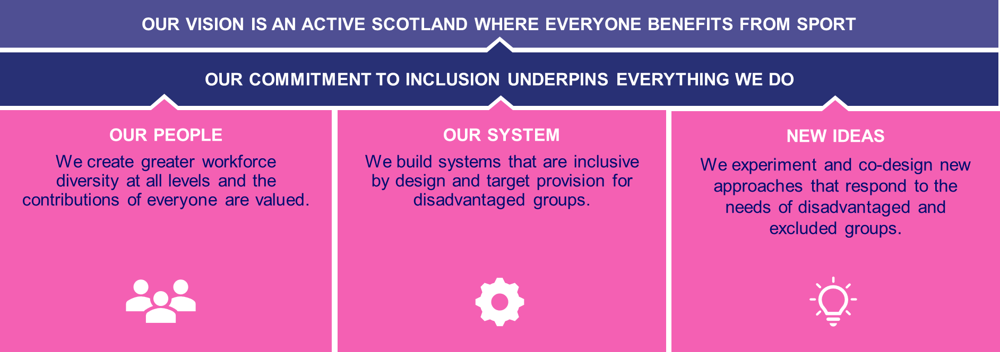 OUR VISION IS AN ACTIVE SCOTLAND WHERE EVERYONE BENEFITS FROM SPORT
OUR COMMITMENT TO INCLUSION UNDERPINS EVERYTHING WE DO
OUR PEOPLE
We create greater workforce
diversity at all levels and the
contributions of everyone are valued.
OUR SYSTEM
We build systems that are inclusive
by design and target provision for
disadvantaged groups.
NEW IDEAS
We experiment and co-design new
approaches that respond to the
needs of disadvantaged and
excluded groups.